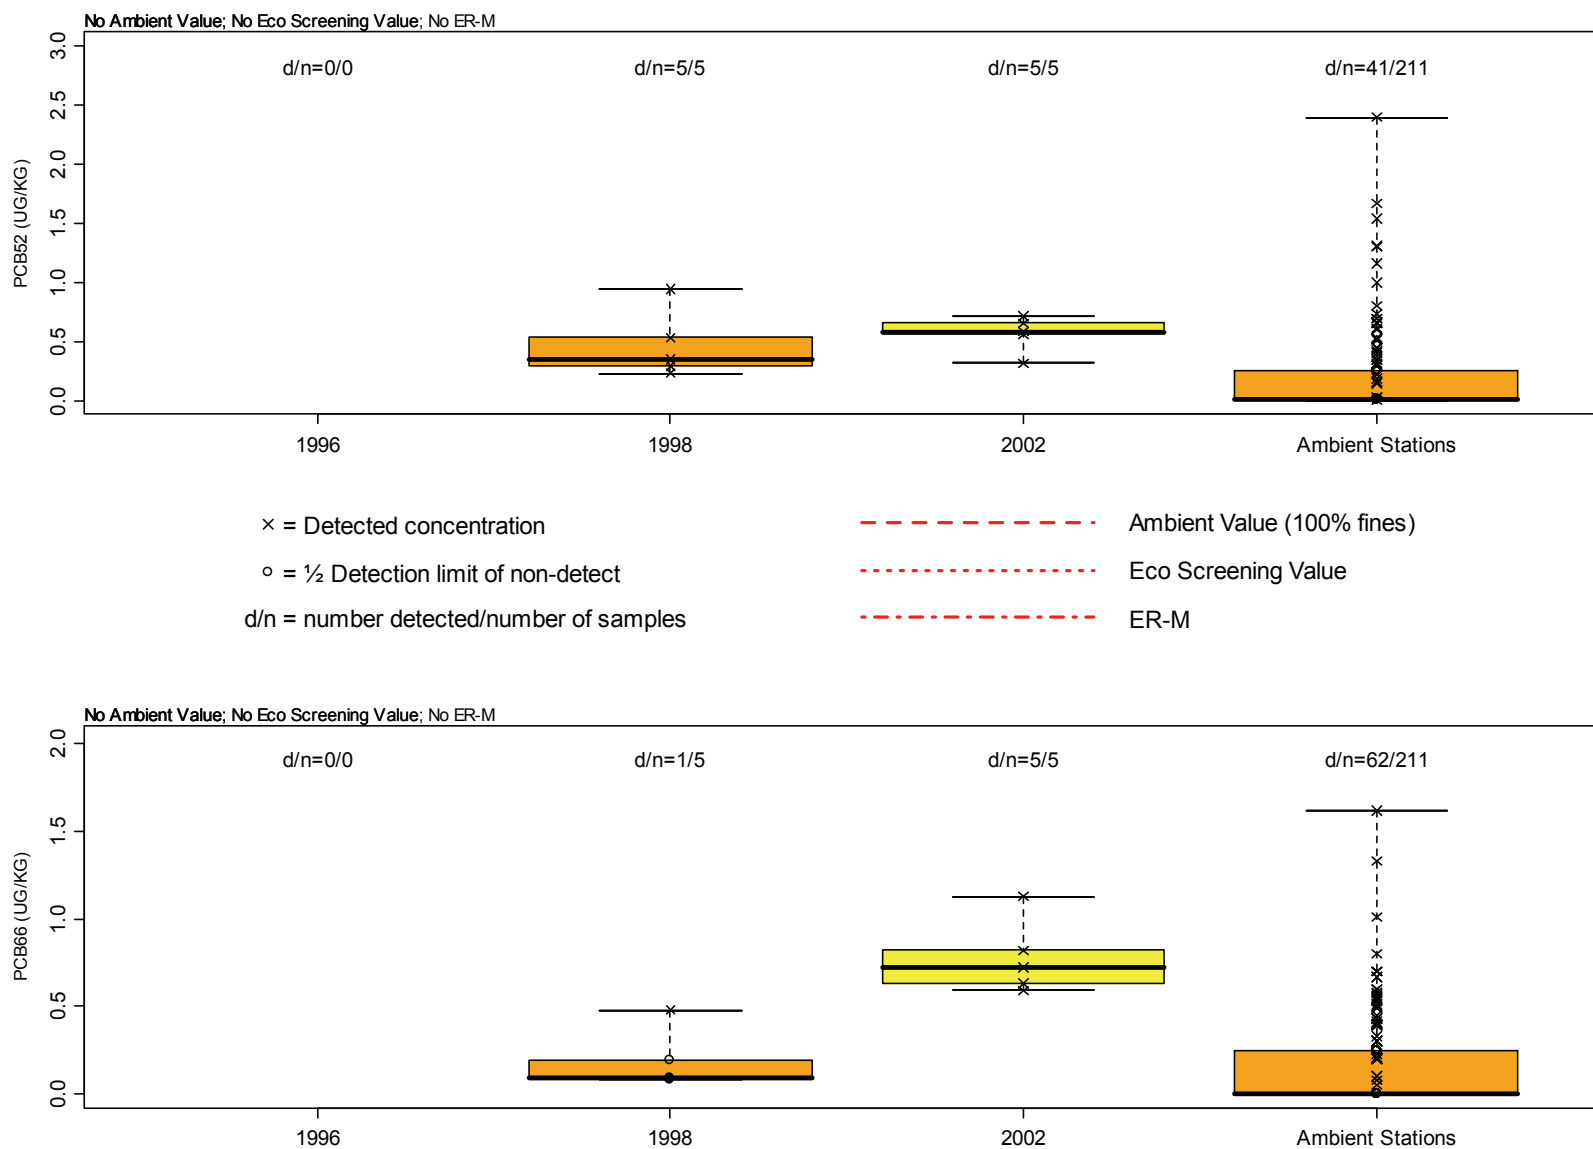 No Ambient Value; No Eco Screening Value; No ER-M
PCB52 (UG/KG)
3.0
2.5
2.0
1.5
1.0
0.5
0.0
d/n=0/0 d/n=5/5 d/n=5/5 d/n=41/211
1996 1998 2002 Ambient Stations
× = Detected concentration
○ = ½ Detection limit of non-detect
d/n = number detected/number of samples
Ambient Value (100% fines)
Eco Screening Value
ER-M
No Ambient Value; No Eco Screening Value; No ER-M
PCB66 (UG/KG)
2.0
1.5
1.0
0.5
0.0
d/n=0/0 d/n=1/5 d/n=5/5 d/n=62/211
1996 1998 2002 Ambient Stations